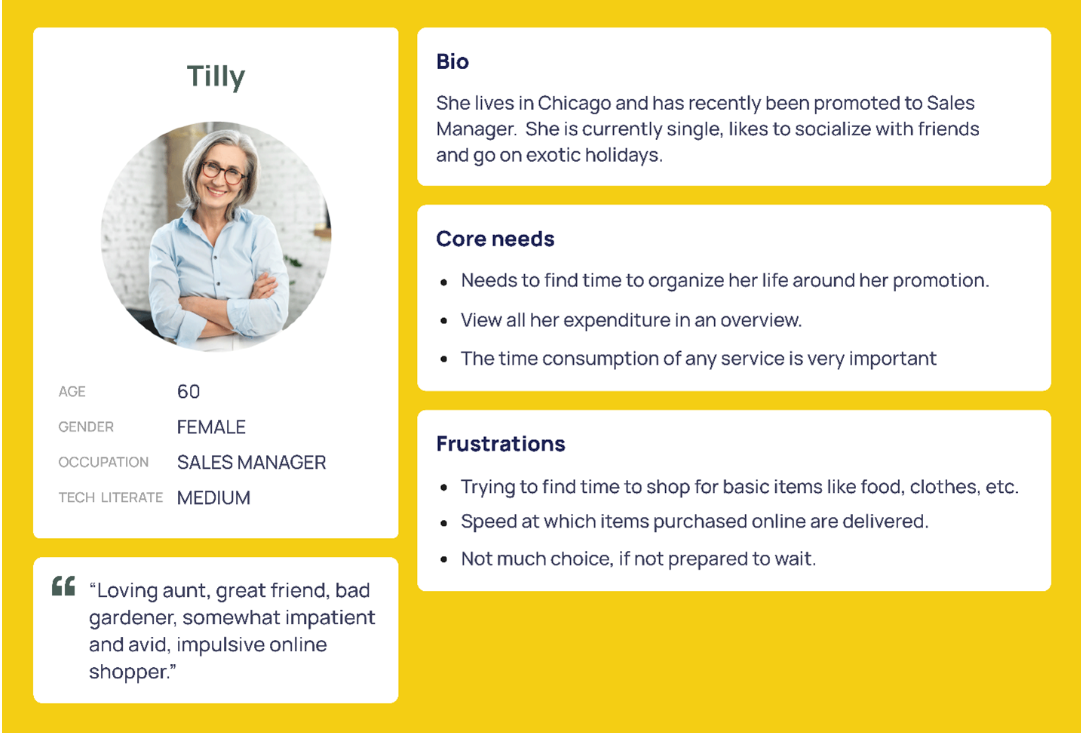 Tilly
AGE 60
GENDER FEMALE
OCCUPATION SALES MANAGER
TECH LITERATE MEDIUM
“Loving aunt, great friend, bad
gardener, somewhat impatient
and avid, impulsive online
shopper.”
Bio
She lives in Chicago and has recently been promoted to Sales
Manager. She is currently single, likes to socialize with friends
and go on exotic holidays.
Core needs
• Needs to find time to organize her life around her promotion.
• View all her expenditure in an overview.
• The time consumption of any service is very important
Frustrations
• Trying to find time to shop for basic items like food, clothes, etc.
• Speed at which items purchased online are delivered.
• Not much choice, if not prepared to wait.